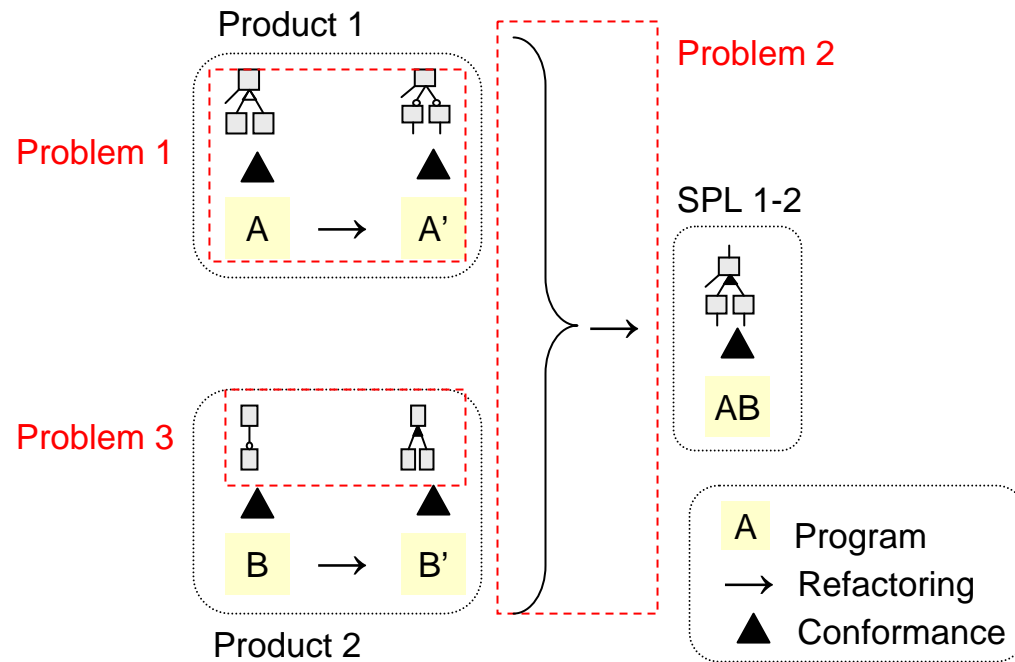 Product 1
Problem 2
Problem 1
A → A’
SPL 1-2
AB
Problem 3
B → B’
Product 2
A Program
→ Refactoring
▲ Conformance